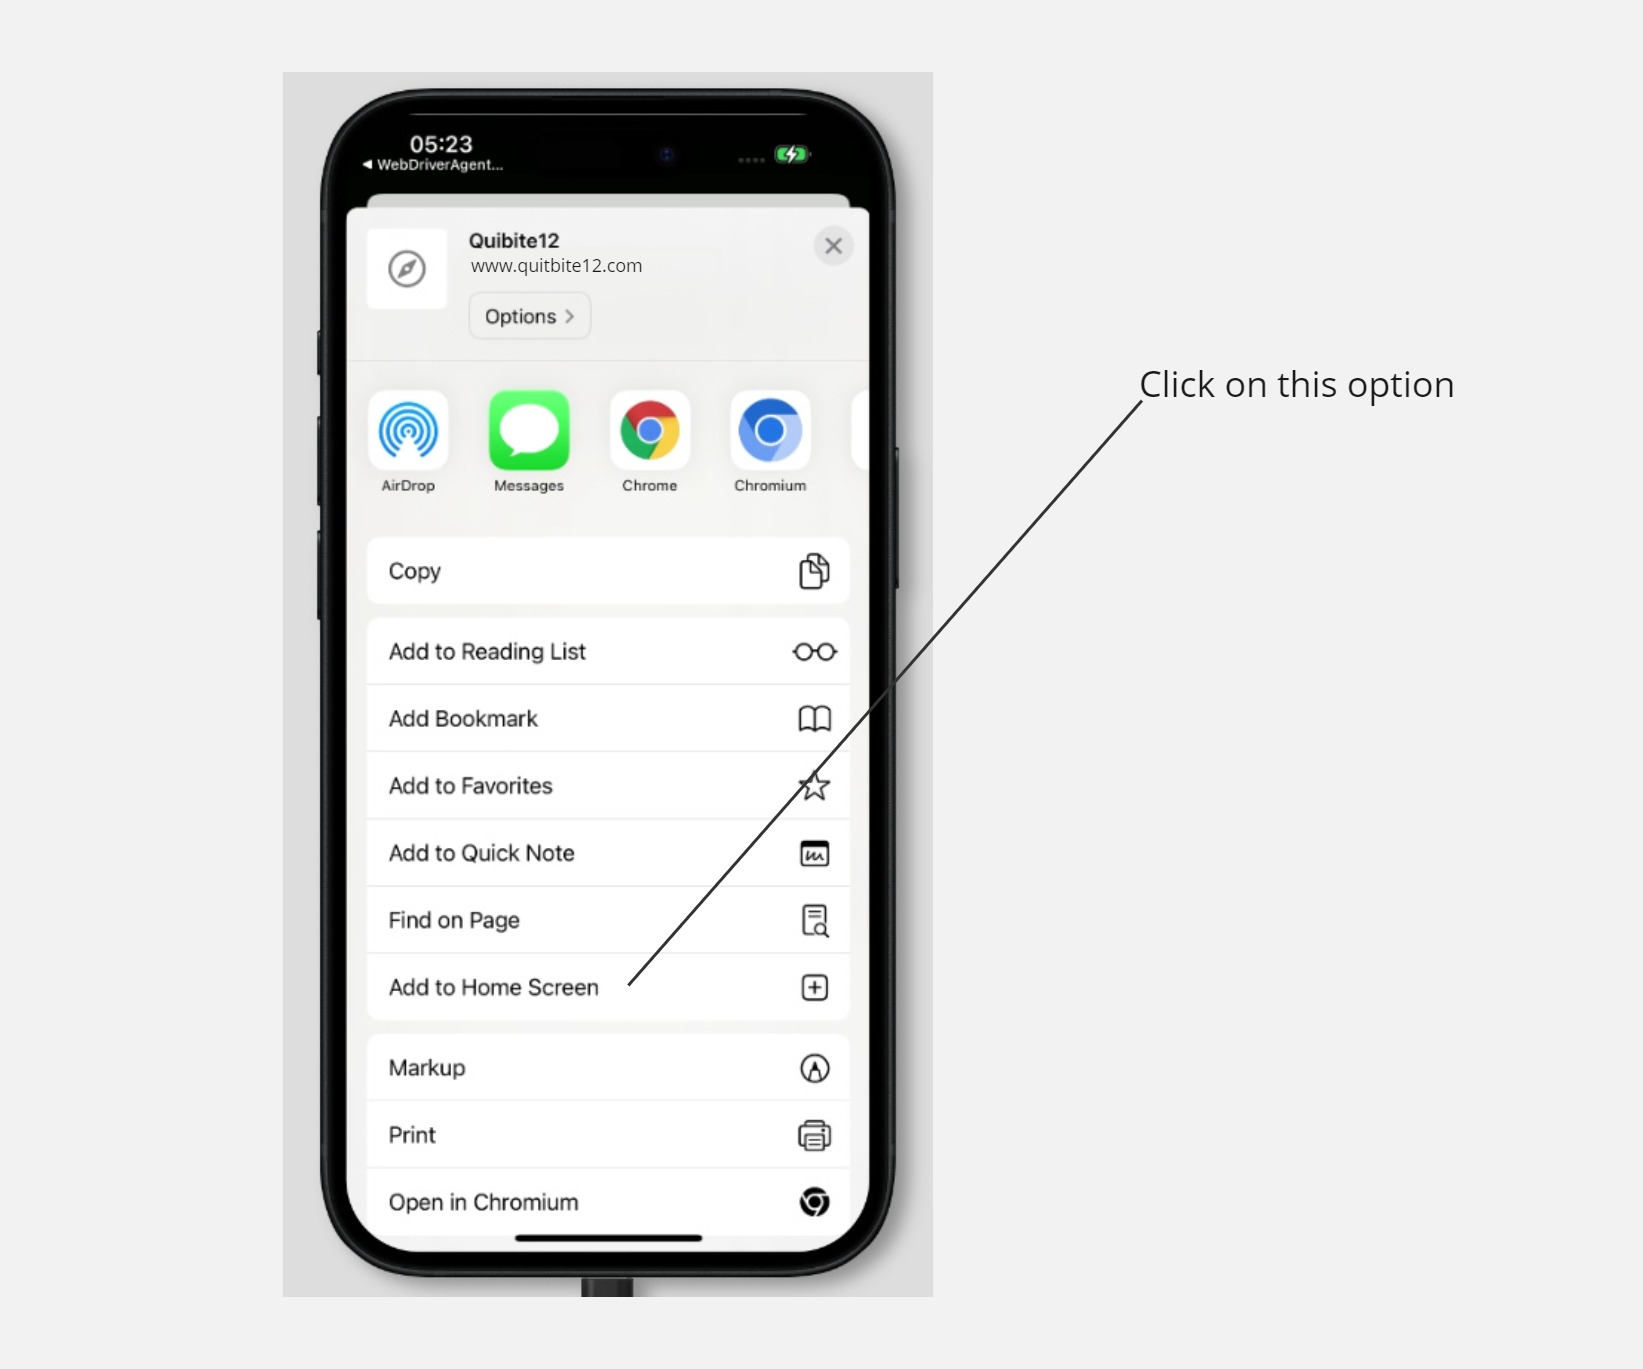 05:23
WebDriverAgent...
Quibite12
www.quitbite12.com
Options
Click on this option
AirDrop
Messages
Chrome
Chromium
Copy
Add to Reading List
Add Bookmark
Add to Favorites
Add to Quick Note
Find on Page
Add to Home Screen
Markup
Print
Open in Chromium